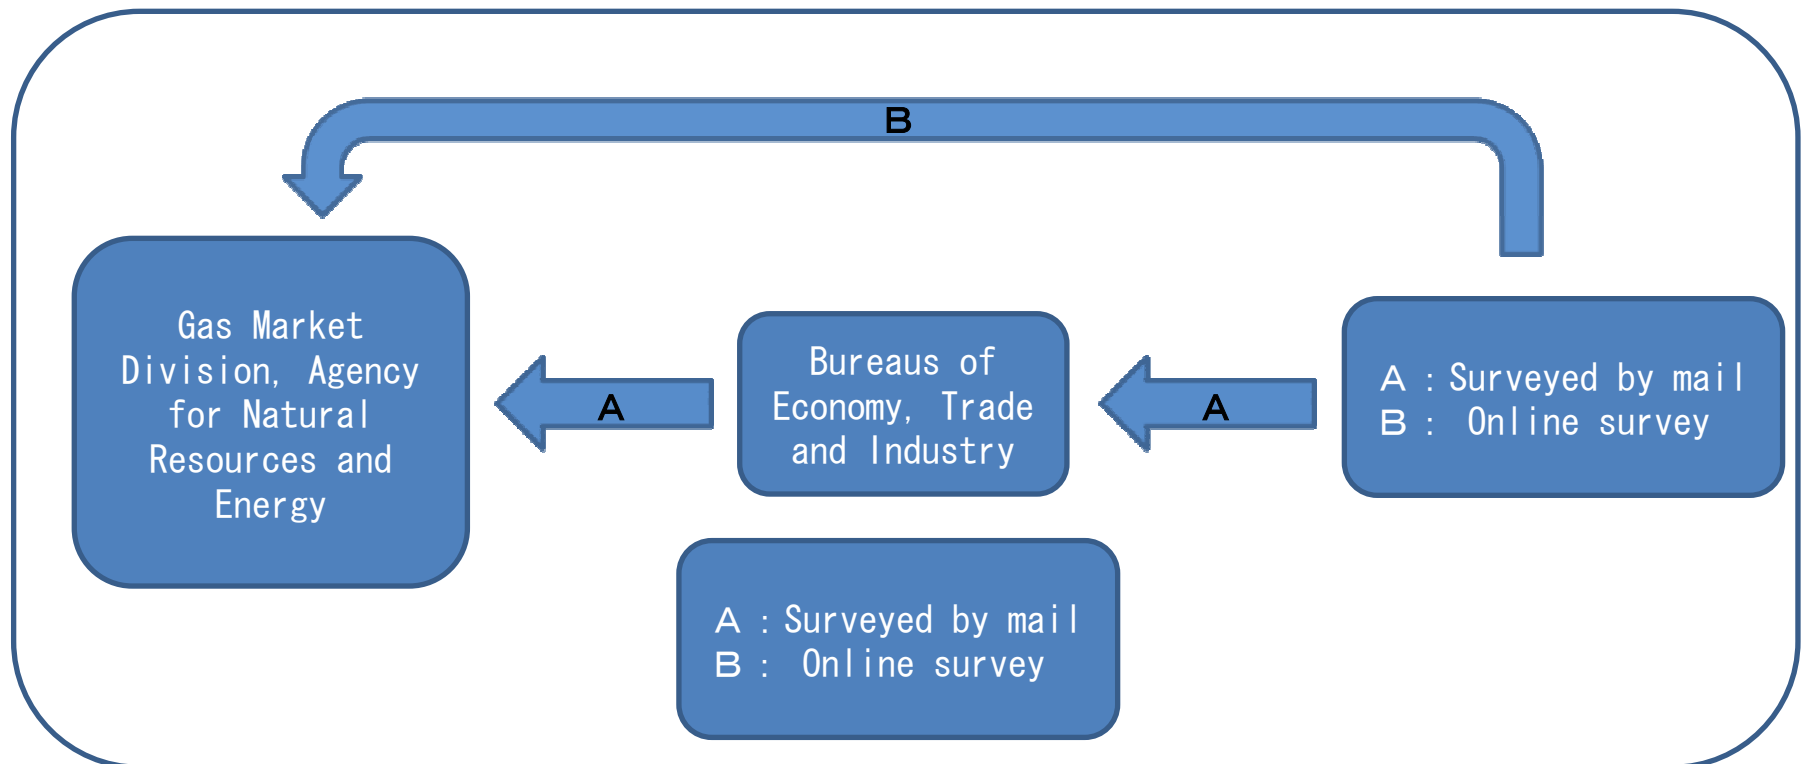 B
Gas Market
Division, Agency
for Natural
Resources and
Energy
A
Bureaus of
Economy, Trade
and Industry
A
A : Surveyed by mail
B : Online survey
A : Surveyed by mail
B : Online survey